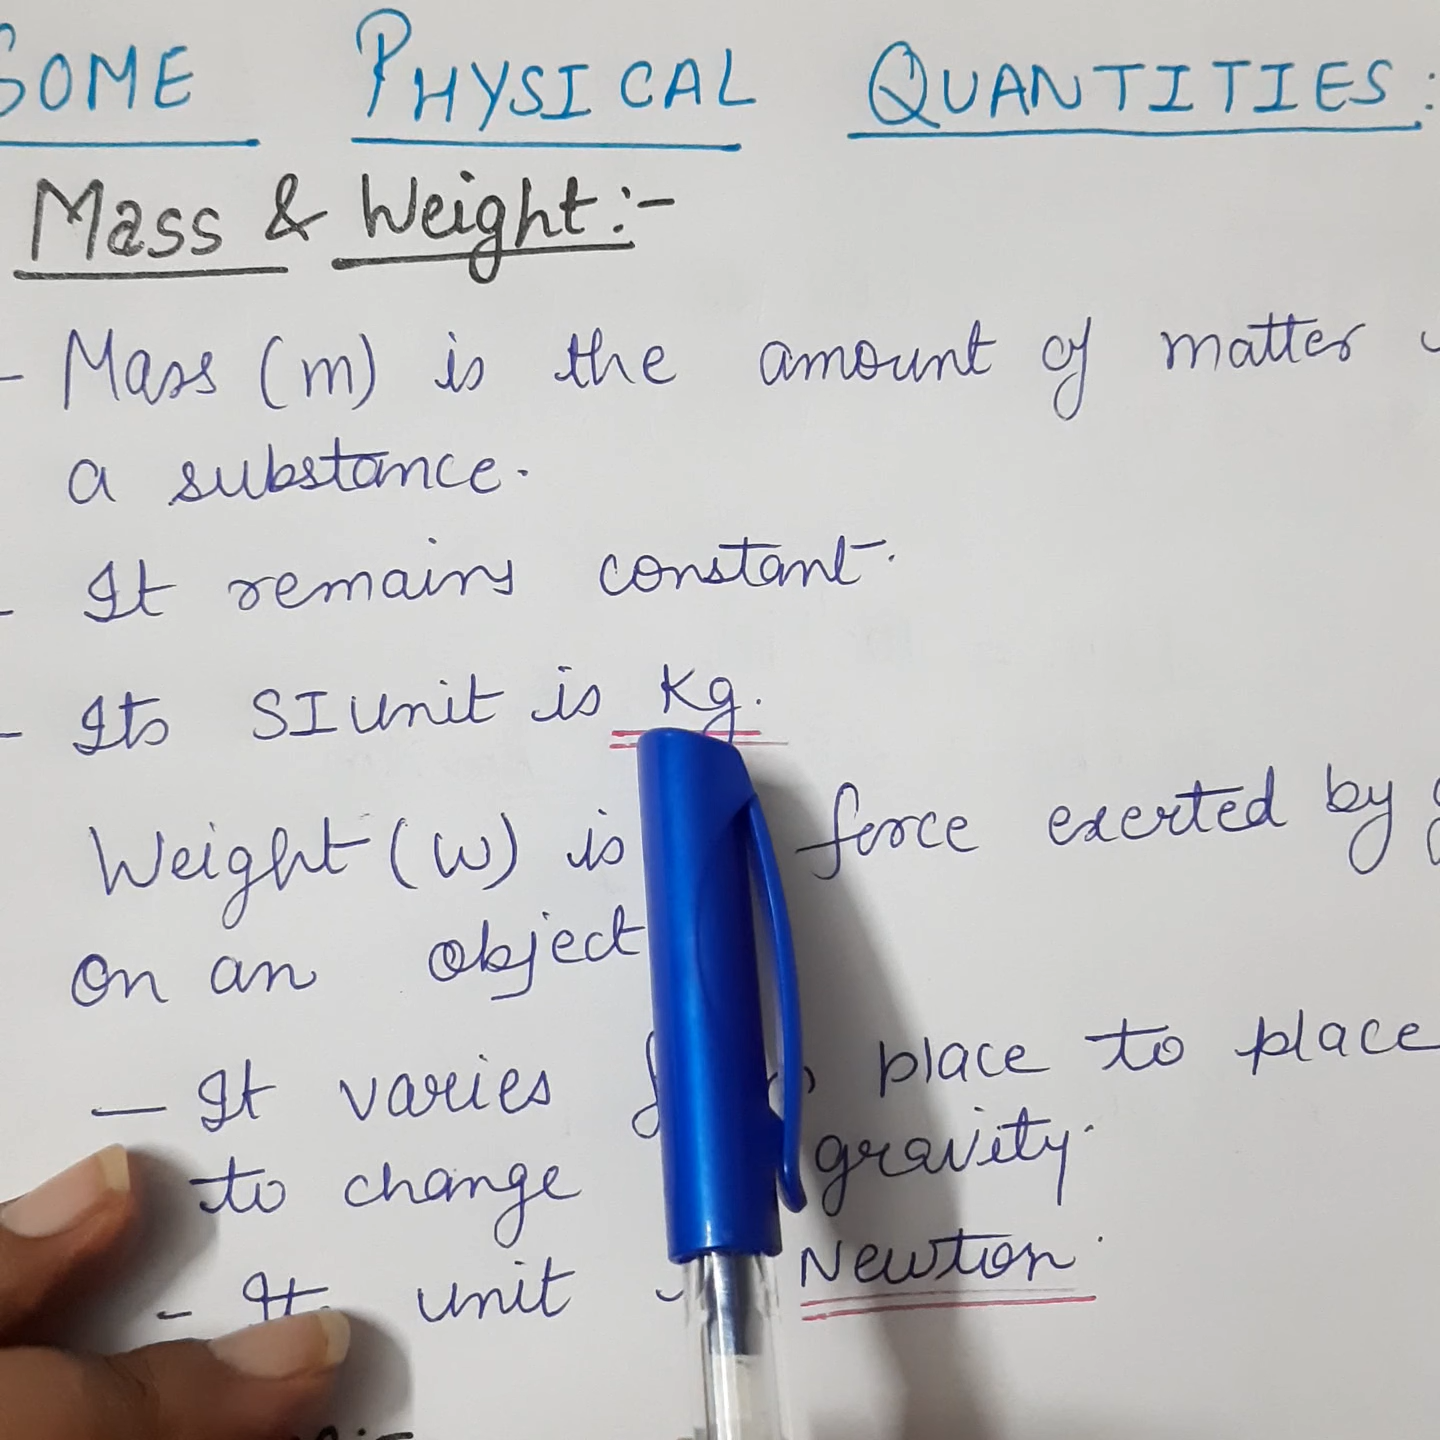 SOME PHYSICAL QUANTITIES:
Mass & Weight:-
- Mass (m) is the amount of matter
a substance.
- It remains constant.
- Its SI unit is Kg.
Weight (w) is force exerted by
on an object
— It varies place to place
to change gravity.
- It unit Newton.